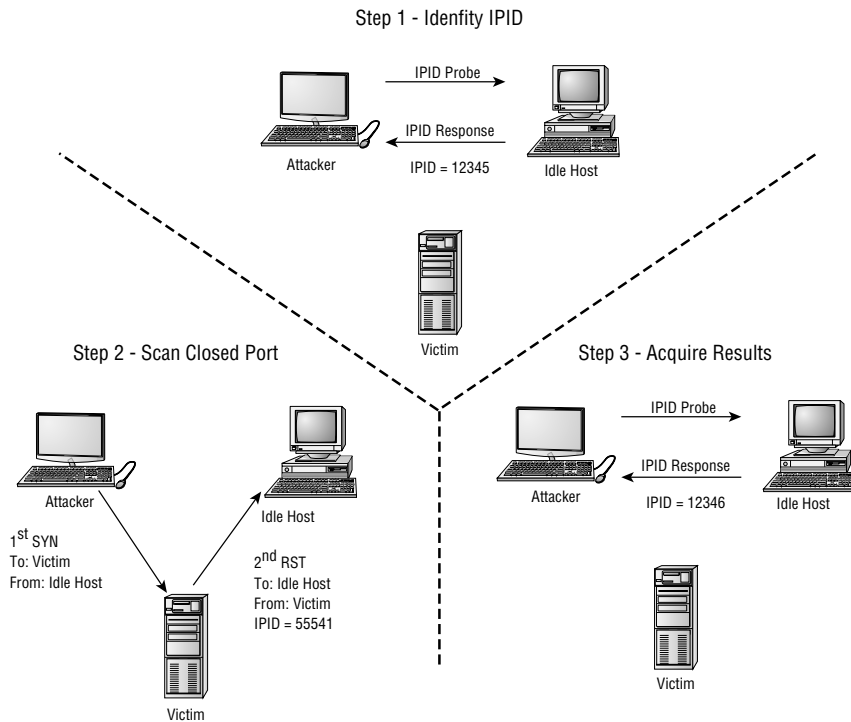 Step 1 - Idenfity IPID
IPID Probe
IPID Response
IPID = 12345
Attacker
Idle Host
Victim
Step 2 - Scan Closed Port
Attacker
Idle Host
1st SYN
To: Victim
From: Idle Host
2nd RST
To: Idle Host
From: Victim
IPID = 55541
Victim
Step 3 - Acquire Results
IPID Probe
IPID Response
IPID = 12346
Attacker
Idle Host
Victim